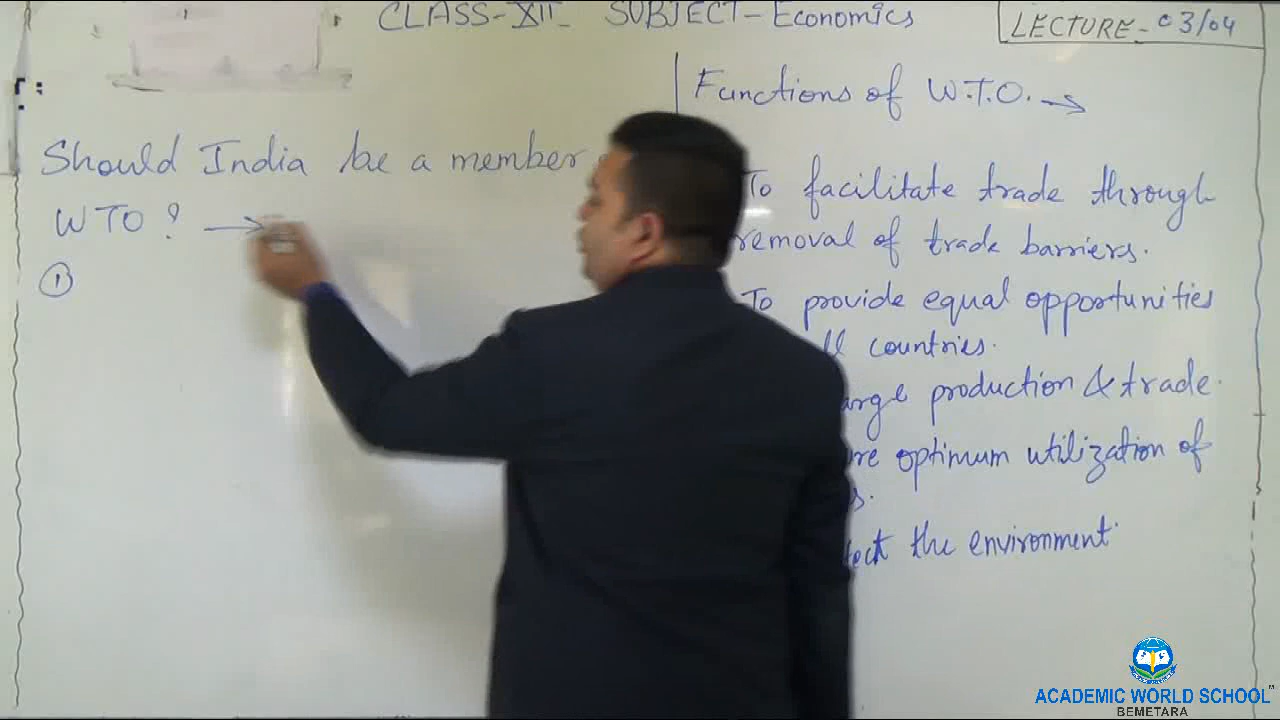 CLASS-XII SUBJECT-Economics
LECTURE-03/04
Should India be a member
WTO? →
①
Functions of W.T.O. →
To facilitate trade through
removal of trade barriers.
To provide equal opportunities
countries.
production & trade.
optimum utilization of
the environment
ACADEMIC WORLD SCHOOL™
BEMETARA